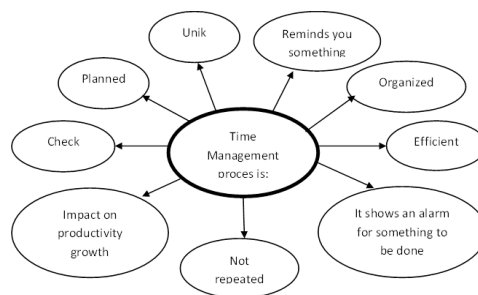 Unik
Reminds you
something
Planned
Organized
Check
Time
Management
proces is:
Efficient
Impact on
productivity
growth
Not
repeated
It shows an alarm
for something to
be done